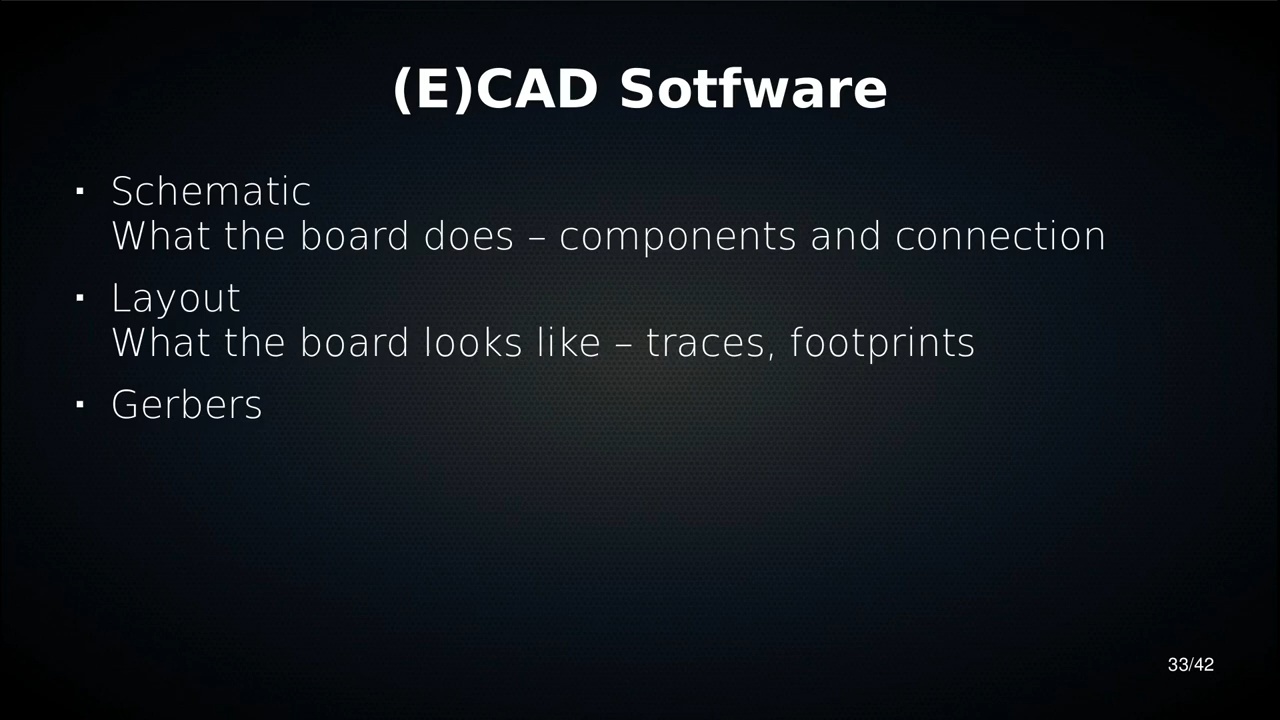 (E)CAD Sotfware
▪ Schematic
What the board does – components and connection
▪ Layout
What the board looks like – traces, footprints
▪ Gerbers
33/42